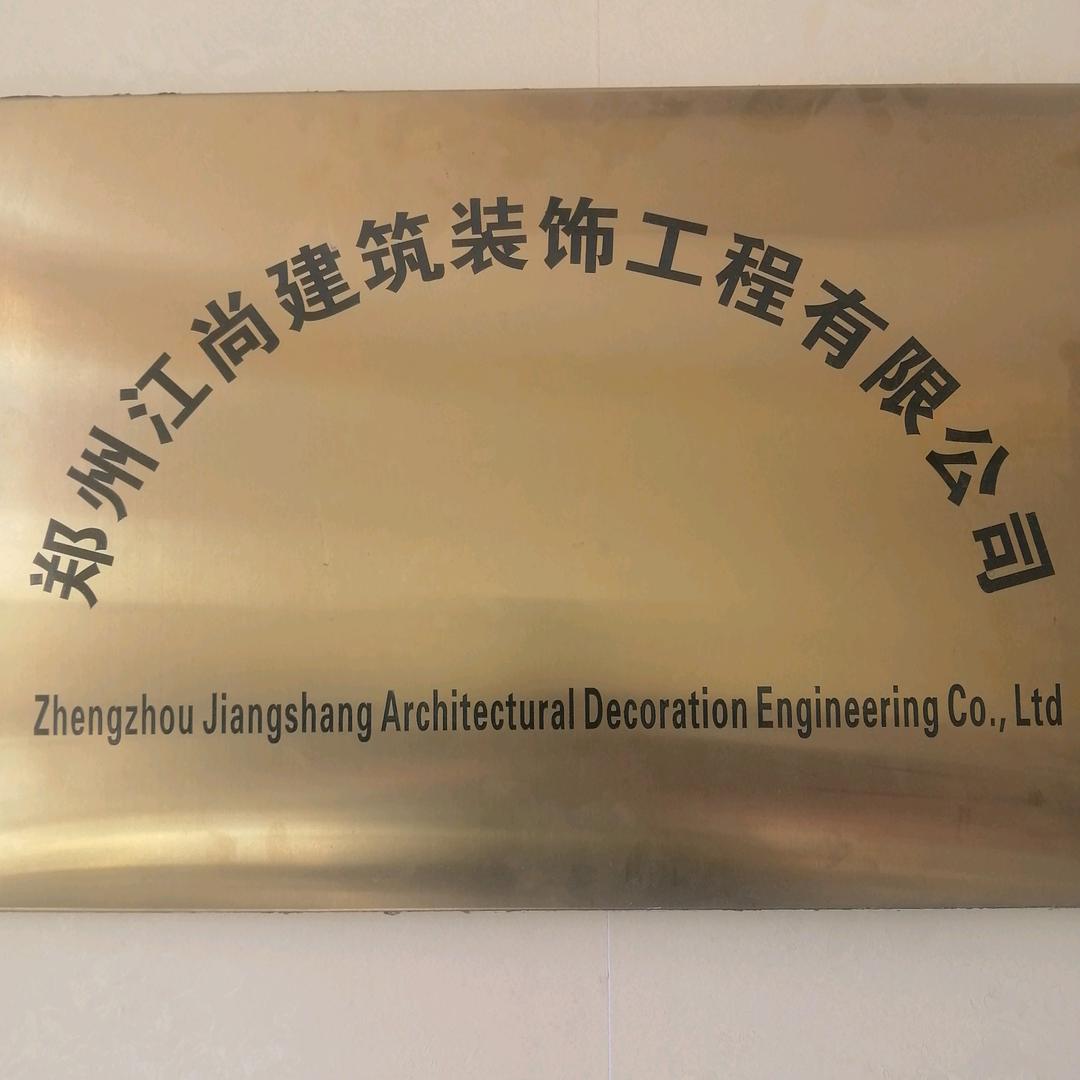 郑州江尚建筑装饰工程有限公司
Zhengzhou Jiangshang Architectural Decoration Engineering Co., Ltd